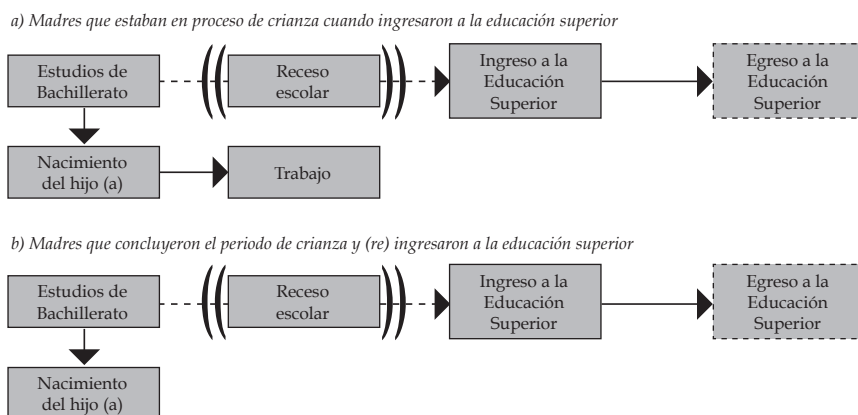 a) Madres que estaban en proceso de crianza cuando ingresaron a la educación superior
Estudios de
Bachillerato
Receso
escolar
Ingreso a la
Educación
Superior
Egreso a la
Educación
Superior
Nacimiento
del hijo (a)
Trabajo
b) Madres que concluyeron el periodo de crianza y (re) ingresaron a la educación superior
Estudios de
Bachillerato
Receso
escolar
Ingreso a la
Educación
Superior
Egreso a la
Educación
Superior
Nacimiento
del hijo (a)